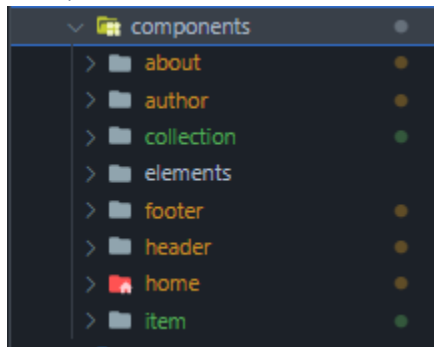 components
about
author
collection
elements
footer
header
home
item